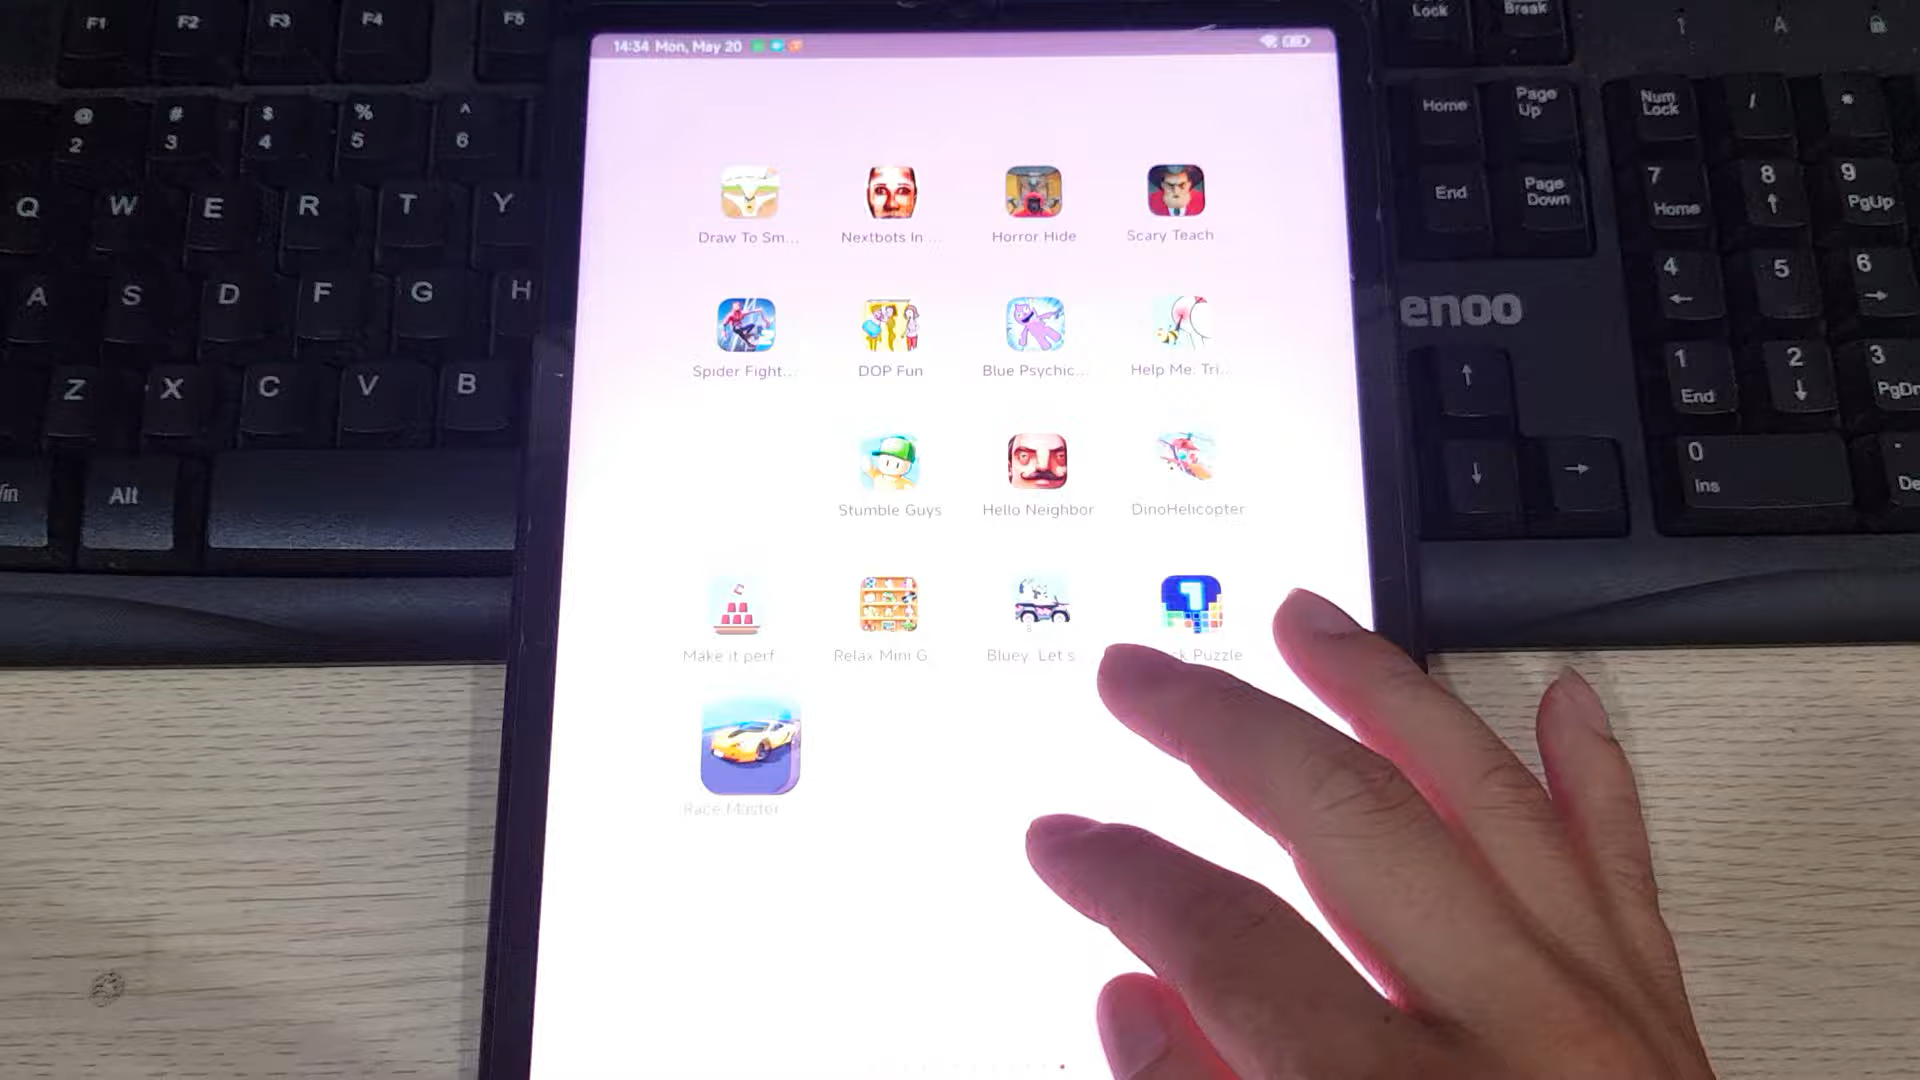 F1 F2 F3 F4 F5
Lock Break
14:34 Mon, May 20
@ # $ % ^
2 3 4 5 6
Home Page Up
Num Lock / *
Q W E R T Y
End Page Down
7 8 9
Home ↑ PgUp
Draw To Sm... Nextbots In ... Horror Hide Scary Teach
A S D F G H
4 5 6
← →
enoo
Spider Fight... DOP Fun Blue Psychic... Help Me: Tri...
Z X C V B
↑
1 2 3
End ↓
Alt
Stumble Guys Hello Neighbor DinoHelicopter
↓ →
0
Ins
7
Make it perf Relax Mini G Bluey Let s Puzzle
Race Master